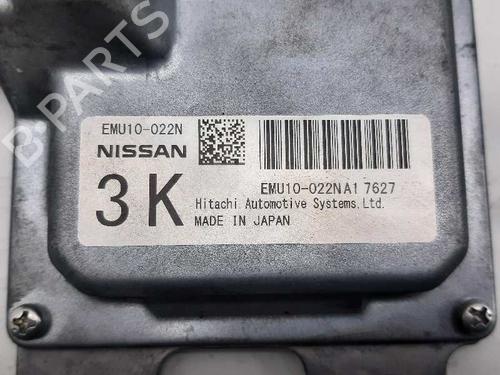 EMU10-022N
NISSAN
3K
EMU10-022NA1 7627
Hitachi Automotive Systems,Ltd.
MADE IN JAPAN
B-PARTS